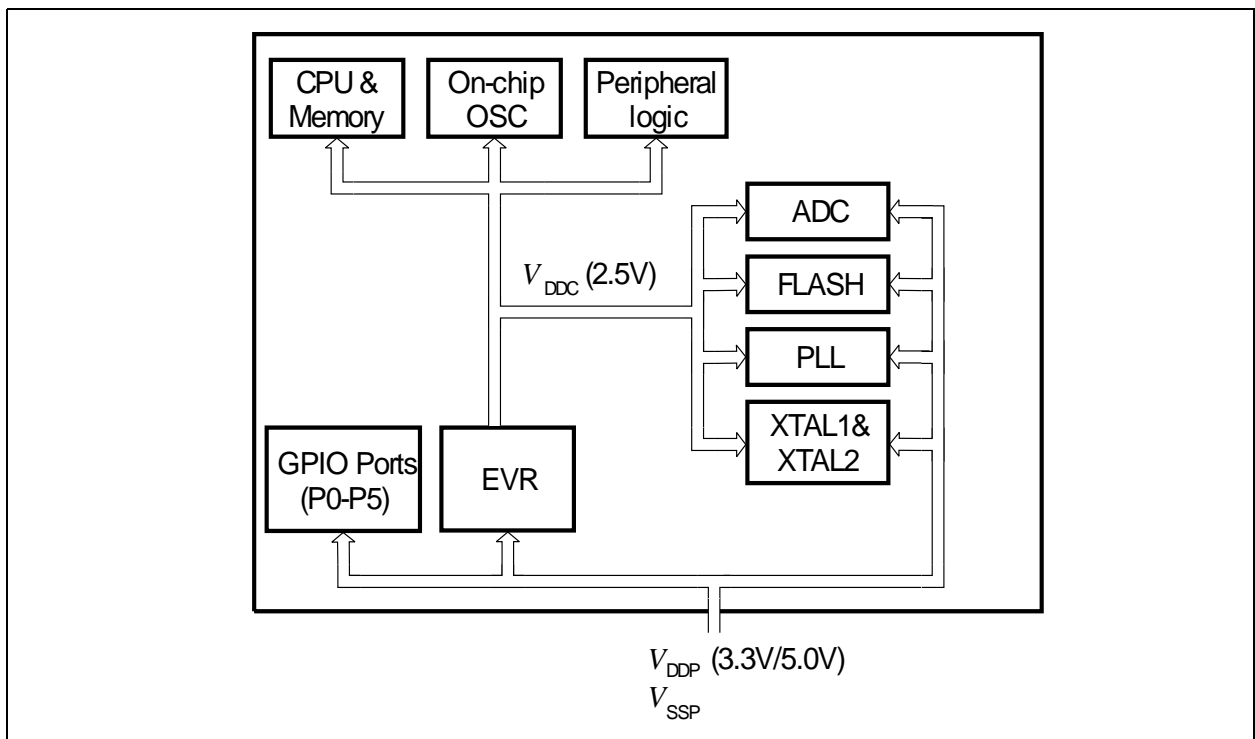 CPU &
Memory
On-chip
OSC
Peripheral
logic
ADC
V DDC (2.5V)
FLASH
PLL
XTAL1&
XTAL2
GPIO Ports
(P0-P5)
EVR
VDDP (3.3V/5.0V)
VSSP